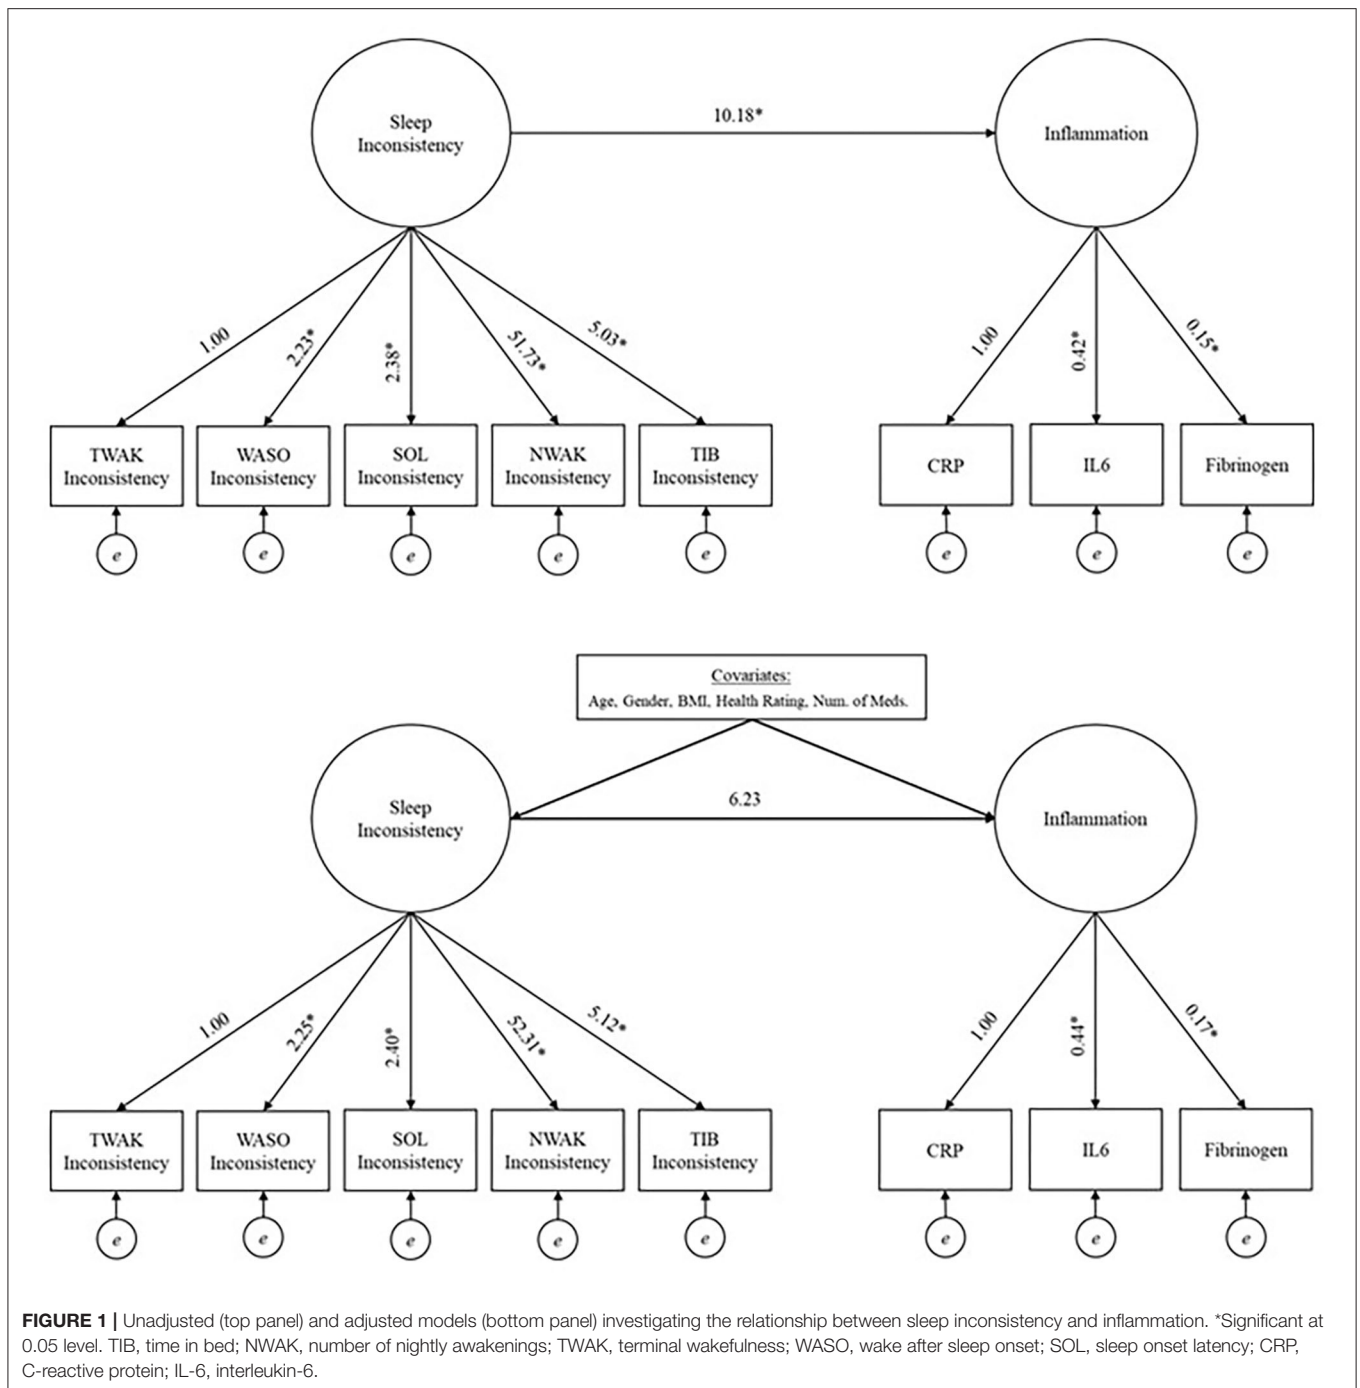 Sleep
Inconsistency
10.18*
Inflammation
1.00
2.23*
2.38*
51.73*
5.03*
1.00
0.42*
0.15*
TWAK
Inconsistency
WASO
Inconsistency
SOL
Inconsistency
NWAK
Inconsistency
TIB
Inconsistency
CRP
IL6
Fibrinogen
e
e
e
e
e
e
e
e
Covariates:
Age, Gender, BMI, Health Rating, Num. of Meds.
Sleep
Inconsistency
6.23
Inflammation
1.00
2.25*
2.40*
52.31*
5.12*
1.00
0.44*
0.17*
TWAK
Inconsistency
WASO
Inconsistency
SOL
Inconsistency
NWAK
Inconsistency
TIB
Inconsistency
CRP
IL6
Fibrinogen
e
e
e
e
e
e
e
e
FIGURE 1 | Unadjusted (top panel) and adjusted models (bottom panel) investigating the relationship between sleep inconsistency and inflammation. *Significant at
0.05 level. TIB, time in bed; NWAK, number of nightly awakenings; TWAK, terminal wakefulness; WASO, wake after sleep onset; SOL, sleep onset latency; CRP,
C-reactive protein; IL-6, interleukin-6.